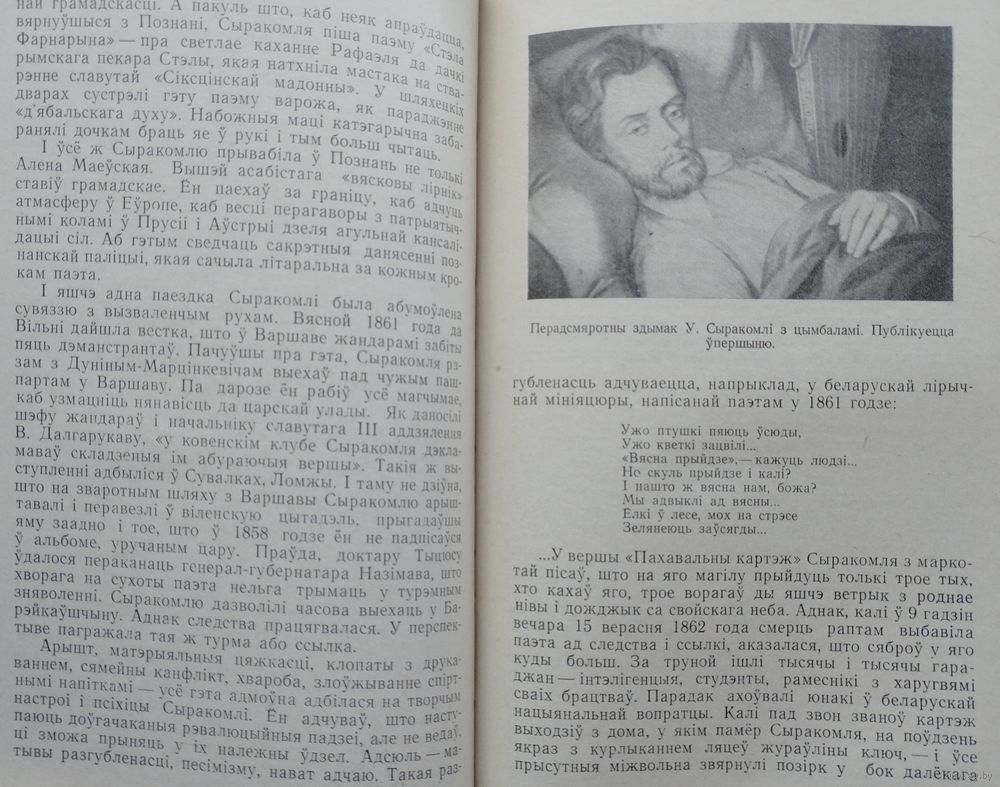 най грамадскасці. А пакуль што, каб неяк апраўдацца,
вярнуўшыся з Познані, Сыракомля піша паэму «Стэла
Фарнарына» — пра светлае каханне Рафаэля да дачкі
рымскага пекара Стэлы, якая натхніла мастака на ства-
рэнне славутай «Сіксцінскай мадонны». У шляхецкіх
дварах сустрэлі гэту паэму варожа, як параджэнне
«д'ябальскага духу». Набожныя маці катэгарычна заба-
ранялі дочкам браць яе ў рукі і тым больш чытаць.
І ўсё ж Сыракомлю прывабіла ў Познань не толькі
Алена Маеўская. Вышэй асабістага «вясковы лірнік»
ставіў грамадскае. Ён паехаў за граніцу, каб адчуць
атмасферу ў Еўропе, каб весці перагаворы з патрыятыч-
нымі коламі ў Прусіі і Аўстрыі дзеля агульнай кансалі-
дацыі сіл. Аб гэтым сведчаць сакрэтныя данясенні поз-
нанскай паліцыі, якая сачыла літаральна за кожным кро-
кам паэта.
І яшчэ адна паездка Сыракомлі была абумоўлена
сувяззю з вызваленчым рухам. Вясной 1861 года да
Вільні дайшла вестка, што ў Варшаве жандарамі забіты
пяць дэманстрантаў. Пачуўшы пра гэта, Сыракомля ра-
зам з Дуніным-Марцінкевічам выехаў пад чужым паш-
партам у Варшаву. Па дарозе ён рабіў усё магчымае,
каб узмацніць нянавісць да царскай улады. Як даносілі
шэфу жандараў і начальніку славутага III аддзялення
В. Далгарукаву, «у ковенскім клубе Сыракомля дэкла-
маваў складзеныя ім абураючыя вершы». Такія ж вы-
ступленні адбыліся ў Сувалках, Ломжы. І таму не дзіўна,
што на зваротным шляху з Варшавы Сыракомлю арыш-
тавалі і перавезлі ў віленскую цытадэль, прыгадаўшы
яму заадно і тое, што ў 1858 годзе ён не падпісаўся
ў альбоме, уручаным цару. Праўда, доктару Тыцюсу
ўдалося пераканаць генерал-губернатара Назімава, што
хворага на сухоты паэта нельга трымаць у турэмным
зняволенні. Сыракомлю дазволілі часова выехаць у Ба-
рэйкаўшчыну. Аднак следства працягвалася. У перспек-
тыве пагражала тая ж турма або ссылка.
Арышт, матэрыяльныя цяжкасці, клопаты з друка-
ваннем, сямейны канфлікт, хвароба, злоўжыванне спірт-
нымі напіткамі — усё гэта адмоўна адбілася на творчым
настроі і псіхіцы Сыракомлі. Ён адчуваў, што насту-
паюць доўгачаканыя рэвалюцыйныя падзеі, але не ведаў,
ці зможа прыняць у іх належны ўдзел. Адсюль — ма-
тывы разгубленасці, песімізму, нават адчаю. Такая раз-
Перадсмяротны здымак У. Сыракомлі з цымбаламі. Публікуецца
ўпершыню.
губленасць адчуваецца, напрыклад, у беларускай лірыч-
най мініяцюры, напісанай паэтам у 1861 годзе:
Ужо птушкі пяюць ўсюды,
Ужо кветкі зацвілі...
«Вясна прыйдзе»,— кажуць людзі...
Но скуль прыйдзе і калі?
І нашто ж вясна нам, божа?
Мы адвыклі ад вясны...
Ёлкі ў лесе, мох на стрэсе
Зелянеюць заўсягды...
...У вершы «Пахавальны картэж» Сыракомля з марко-
тай пісаў, што на яго магілу прыйдуць толькі трое тых,
хто кахаў яго, трое ворагаў ды яшчэ ветрык з роднае
нівы і дожджык са свойскага неба. Аднак, калі ў 9 гадзін
вечара 15 верасня 1862 года смерць раптам выбавіла
паэта ад следства і ссылкі, аказалася, што сяброў у яго
куды больш. За труной ішлі тысячы і тысячы гара-
джан — інтэлігенцыя, студэнты, рамеснікі з харугвямі
сваіх брацтваў. Парадак ахоўвалі юнакі ў беларускай
нацыянальнай вопратцы. Калі пад звон званоў картэж
выходзіў з дома, у якім памёр Сыракомля, на поўдзень
якраз з курлыканнем ляцеў жураўліны ключ,— і ўсе
прысутныя міжвольна звярнулі позірк у бок далёкага